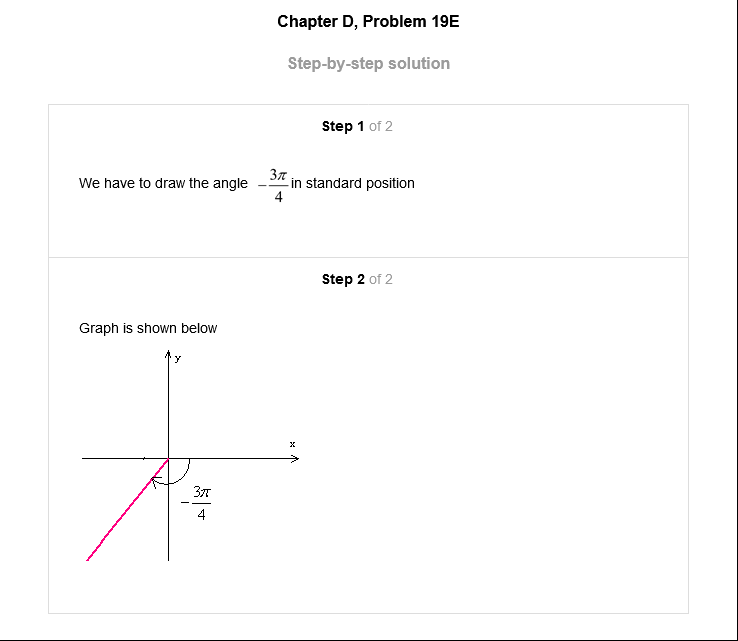 Chapter D, Problem 19E
Step-by-step solution
Step 1 of 2
We have to draw the angle −3π/4 in standard position
Step 2 of 2
Graph is shown below
y
x
−3π/4